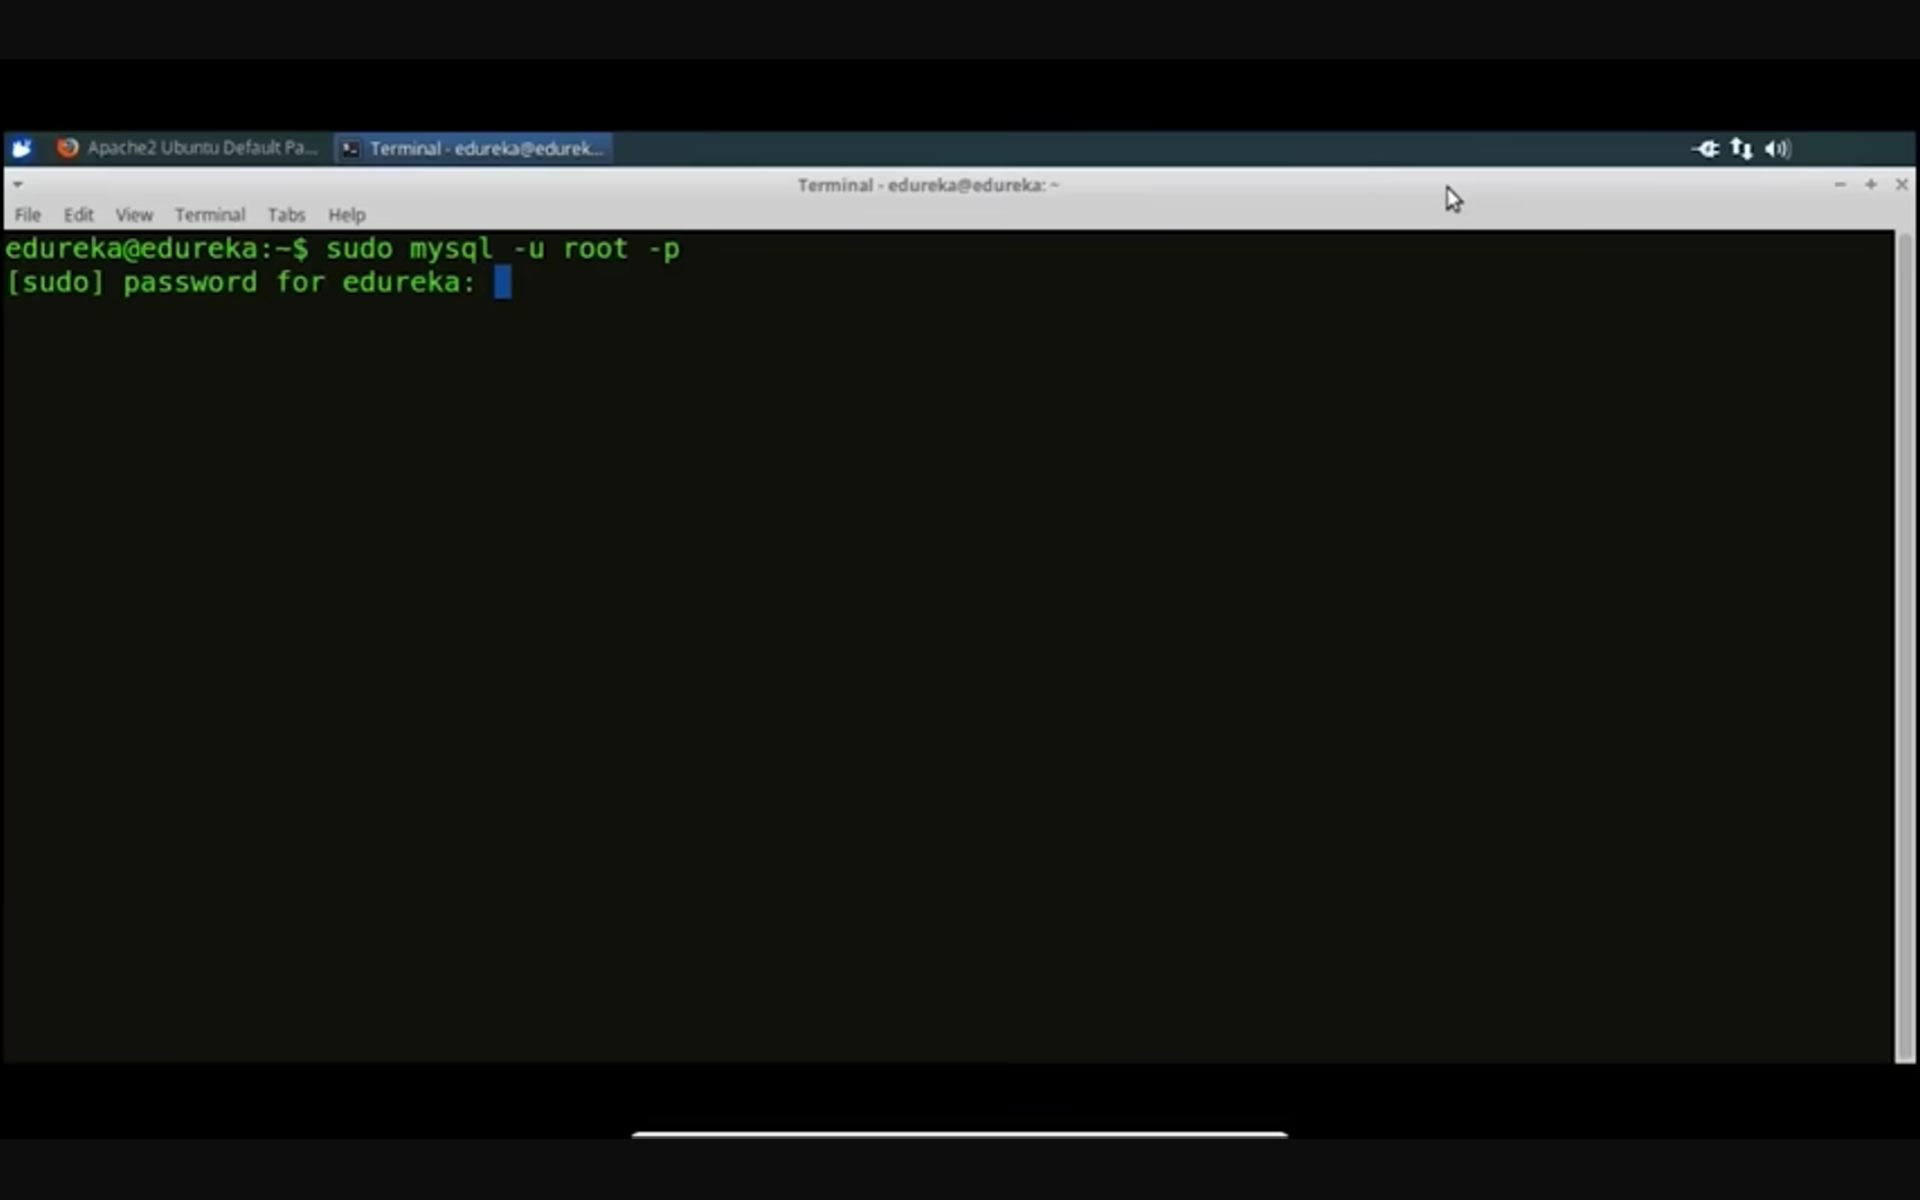 Apache2 Ubuntu Default Pa...
Terminal - edureka@edurek...
Terminal - edureka@edureka: ~
File Edit View Terminal Tabs Help
edureka@edureka:~$ sudo mysql -u root -p
[sudo] password for edureka: